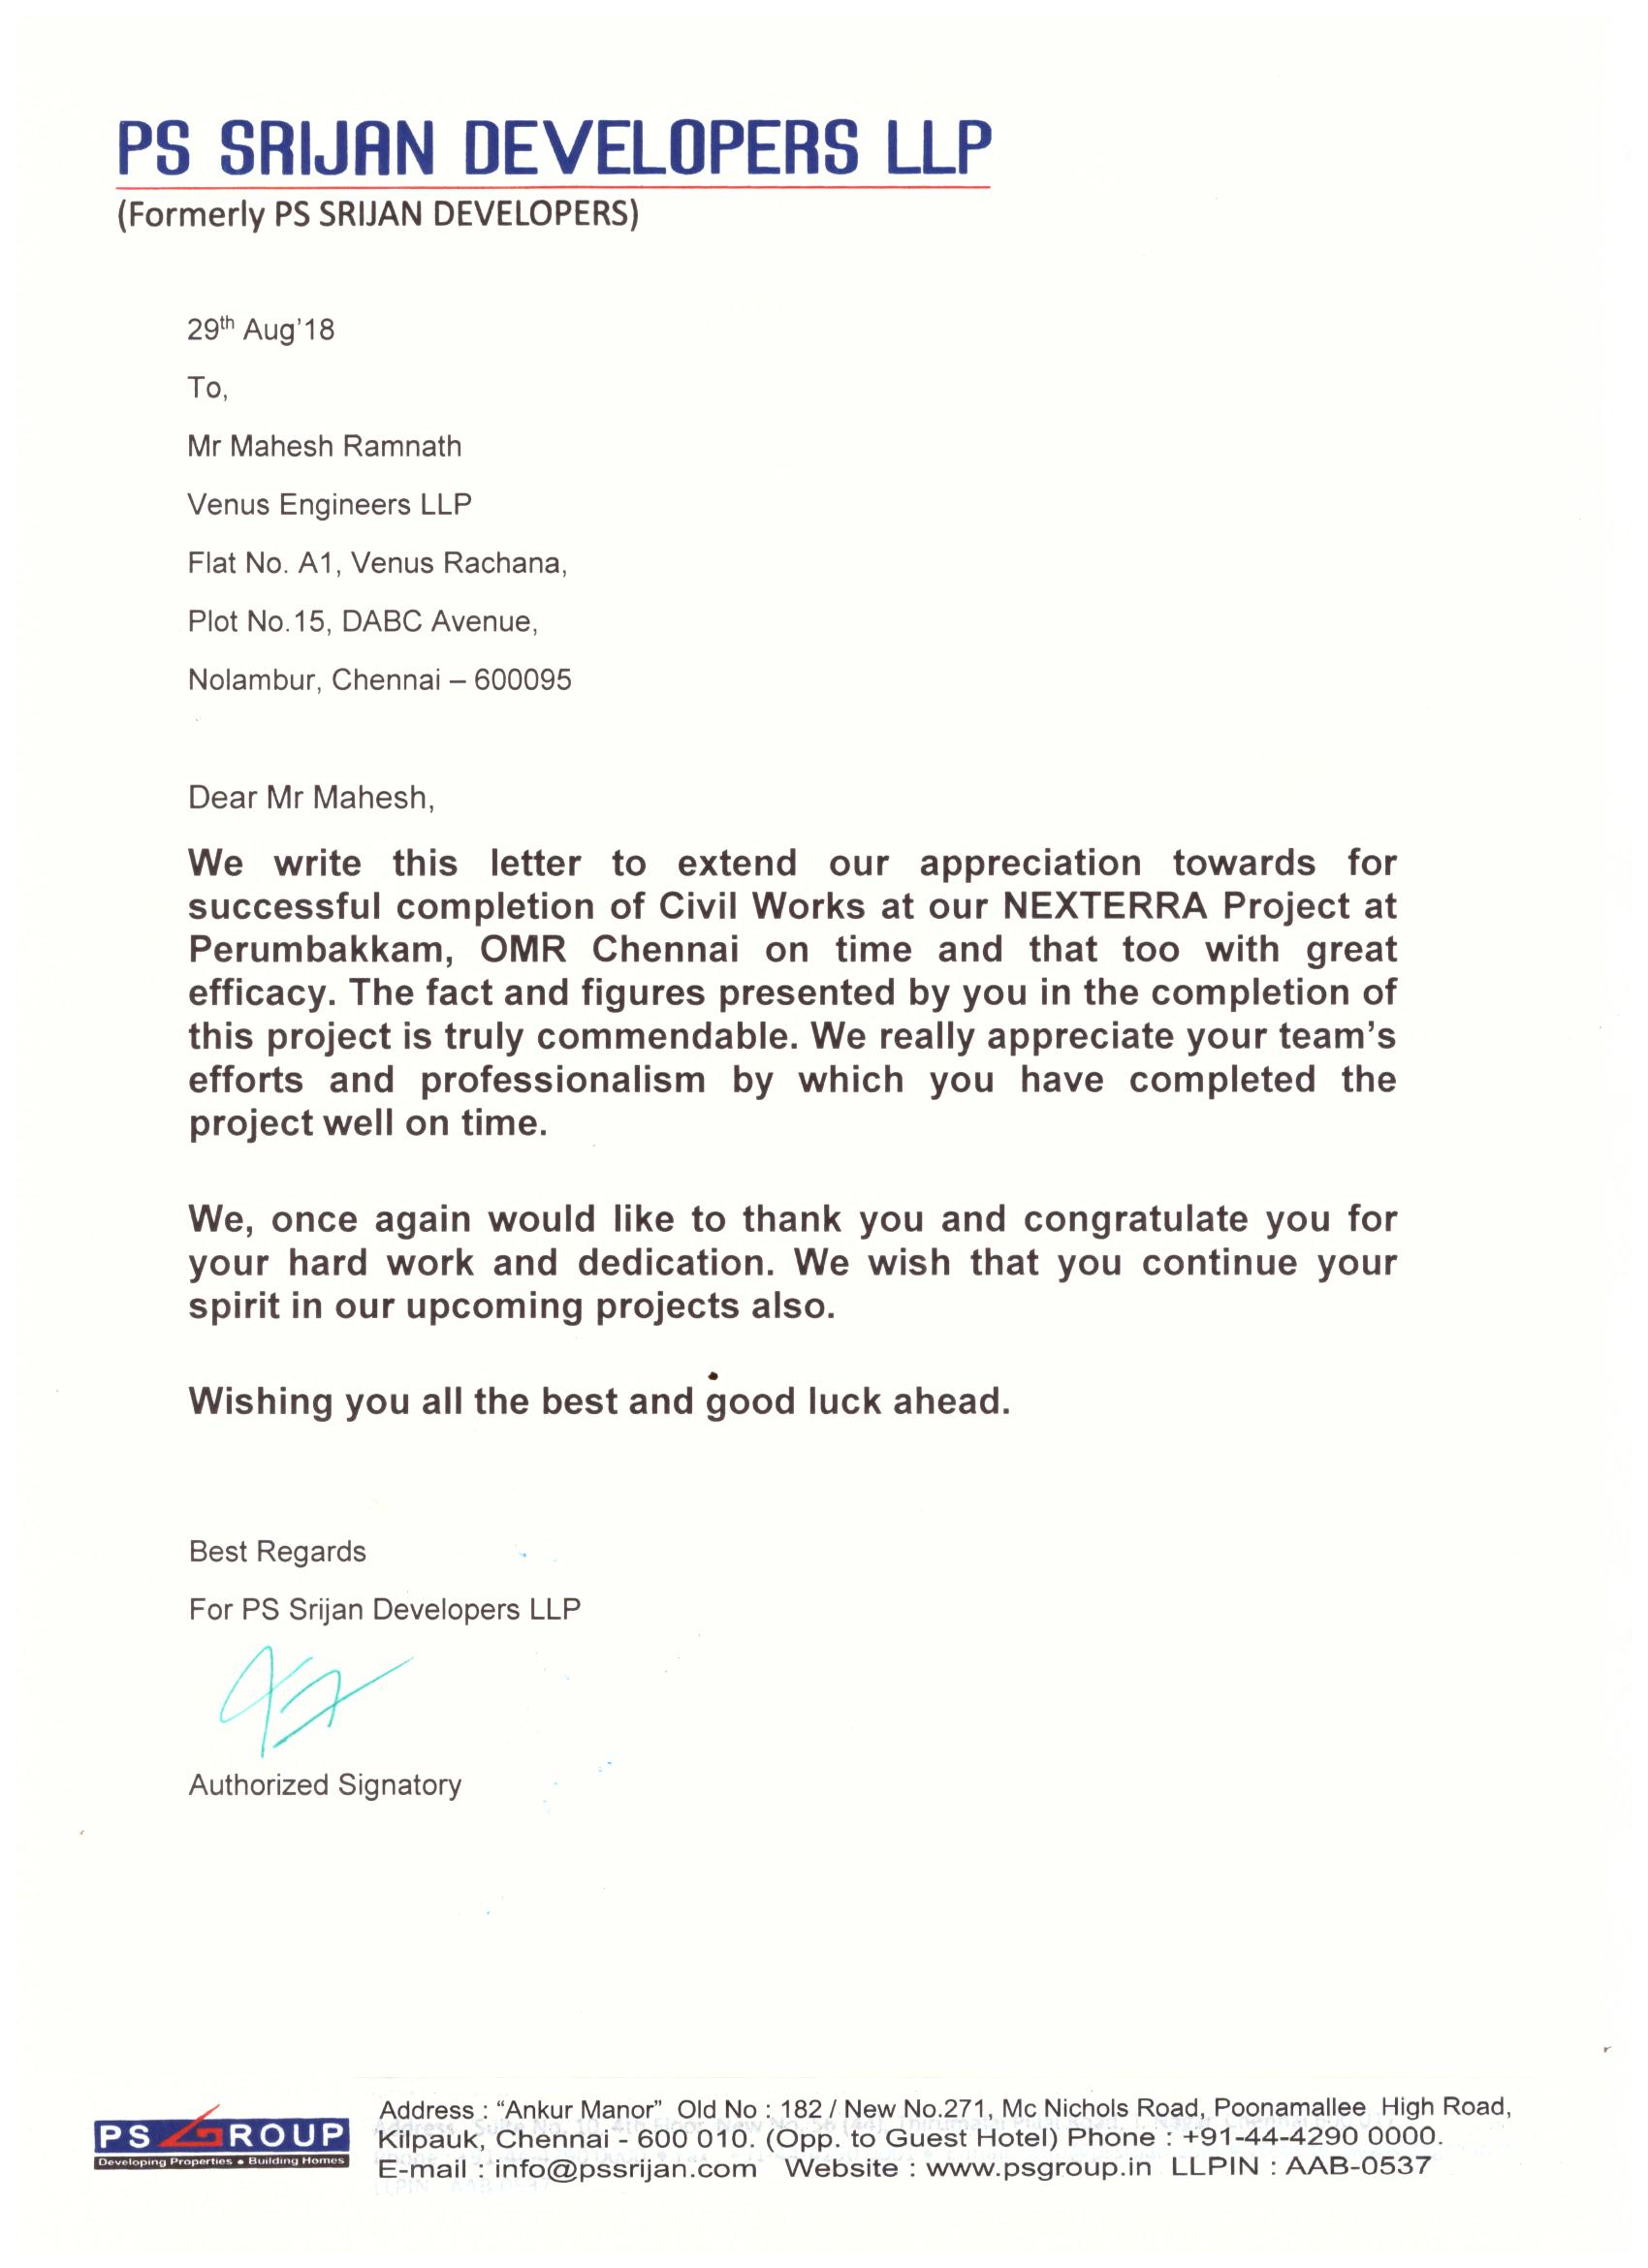 PS SRIJAN DEVELOPERS LLP
(Formerly PS SRIJAN DEVELOPERS)
29th Aug'18
To,
Mr Mahesh Ramnath
Venus Engineers LLP
Flat No. A1, Venus Rachana,
Plot No.15, DABC Avenue,
Nolambur, Chennai – 600095
Dear Mr Mahesh,
We write this letter to extend our appreciation towards for
successful completion of Civil Works at our NEXTERRA Project at
Perumbakkam, OMR Chennai on time and that too with great
efficacy. The fact and figures presented by you in the completion of
this project is truly commendable. We really appreciate your team's
efforts and professionalism by which you have completed the
project well on time.
We, once again would like to thank you and congratulate you for
your hard work and dedication. We wish that you continue your
spirit in our upcoming projects also.
Wishing you all the best and good luck ahead.
Best Regards
For PS Srijan Developers LLP
Authorized Signatory
PS GROUP
Developing Properties • Building Homes
Address : “Ankur Manor” Old No : 182 / New No.271, Mc Nichols Road, Poonamallee High Road,
Kilpauk, Chennai - 600 010. (Opp. to Guest Hotel) Phone : +91-44-4290 0000.
E-mail : info@pssrijan.com Website : www.psgroup.in LLPIN : AAB-0537